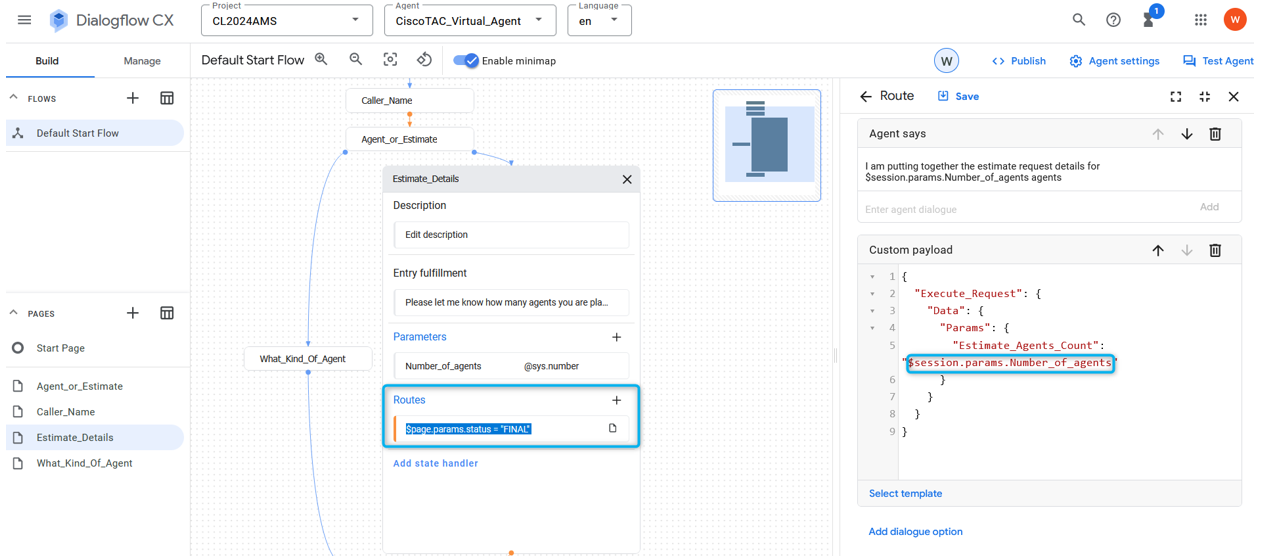 Dialogflow CX
Project
CL2024AMS
Agent
CiscoTAC_Virtual_Agent
Language
en
1
W
Build
Manage
Default Start Flow
Enable minimap
W
Publish
Agent settings
Test Agent
FLOWS
Default Start Flow
PAGES
Start Page
Agent_or_Estimate
Caller_Name
Estimate_Details
What_Kind_Of_Agent
Caller_Name
Agent_or_Estimate
What_Kind_Of_Agent
Estimate_Details
Description
Edit description
Entry fulfillment
Please let me know how many agents you are pla...
Parameters
Number_of_agents @sys.number
Routes
$page.params.status = "FINAL"
Add state handler
Route
Save
Agent says
I am putting together the estimate request details for
$session.params.Number_of_agents agents
Enter agent dialogue
Add
Custom payload
1 {
2 "Execute_Request": {
3 "Data": {
4 "Params": {
5 "Estimate_Agents_Count":
"$session.params.Number_of_agents"
6 }
7 }
8 }
9 }
Select template
Add dialogue option